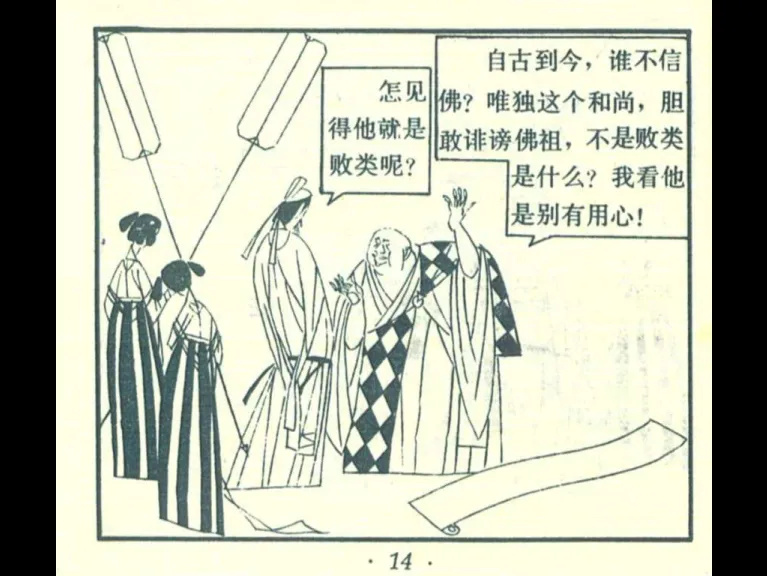 怎见
得他就是
败类呢？
自古到今，谁不信
佛？唯独这个和尚，胆
敢诽谤佛祖，不是败类
是什么？我看他
是别有用心！
· 14 ·